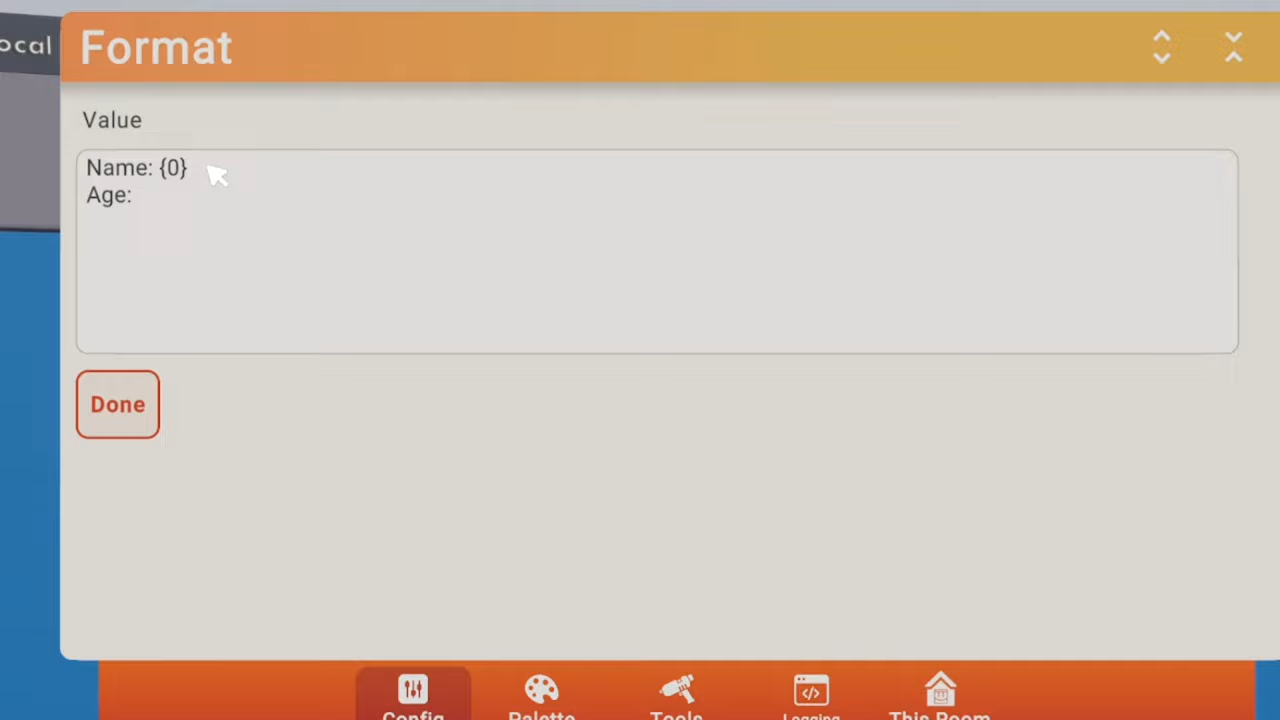 ocal
Format
Value
Name: {0}
Age:
Done
Config
Palette
Tools
Logging
This Room